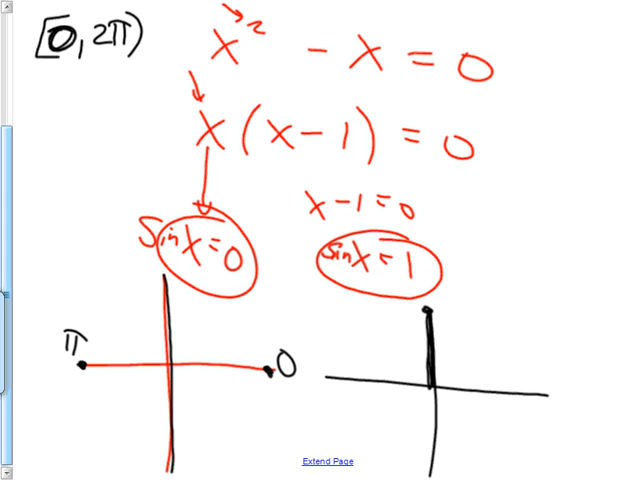 [0, 2π)
x² - x = 0
x(x-1) = 0
x-1=0
sin x=0
sin x=1
π
0
Extend Page